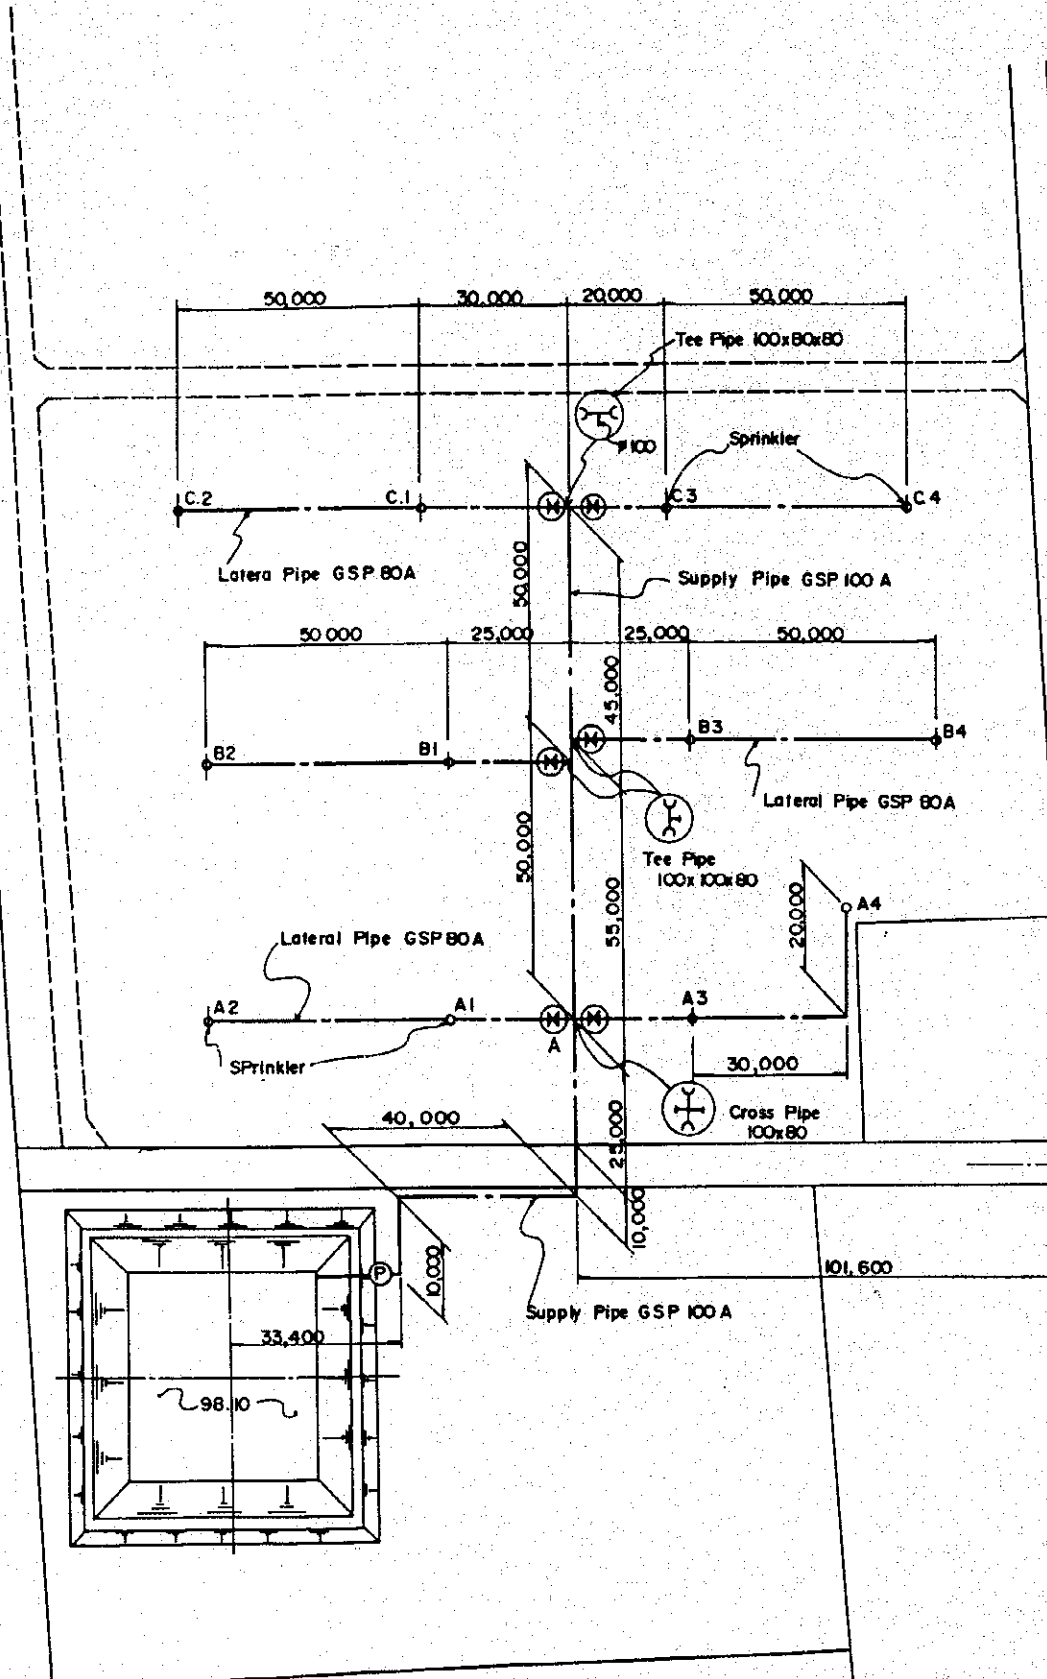 50,000 30,000 20,000 50,000
Tee Pipe 100x80x80
Sprinkler
ø100
C.2 C.1 C.3 C.4
Latera Pipe GSP 80A
50,000
Supply Pipe GSP 100 A
50 000 25,000 25,000 50,000
45,000
B2 B1 B3 B4
Lateral Pipe GSP 80A
50,000
Tee Pipe
100x100x80
55,000
20,000
A4
Lateral Pipe GSP 80A
A2 A1 A3
A
SPrinkler
30,000
Cross Pipe
100x80
40,000
25,000
10,000
P
10,000
101,600
Supply Pipe GSP 100 A
33,400
98.10